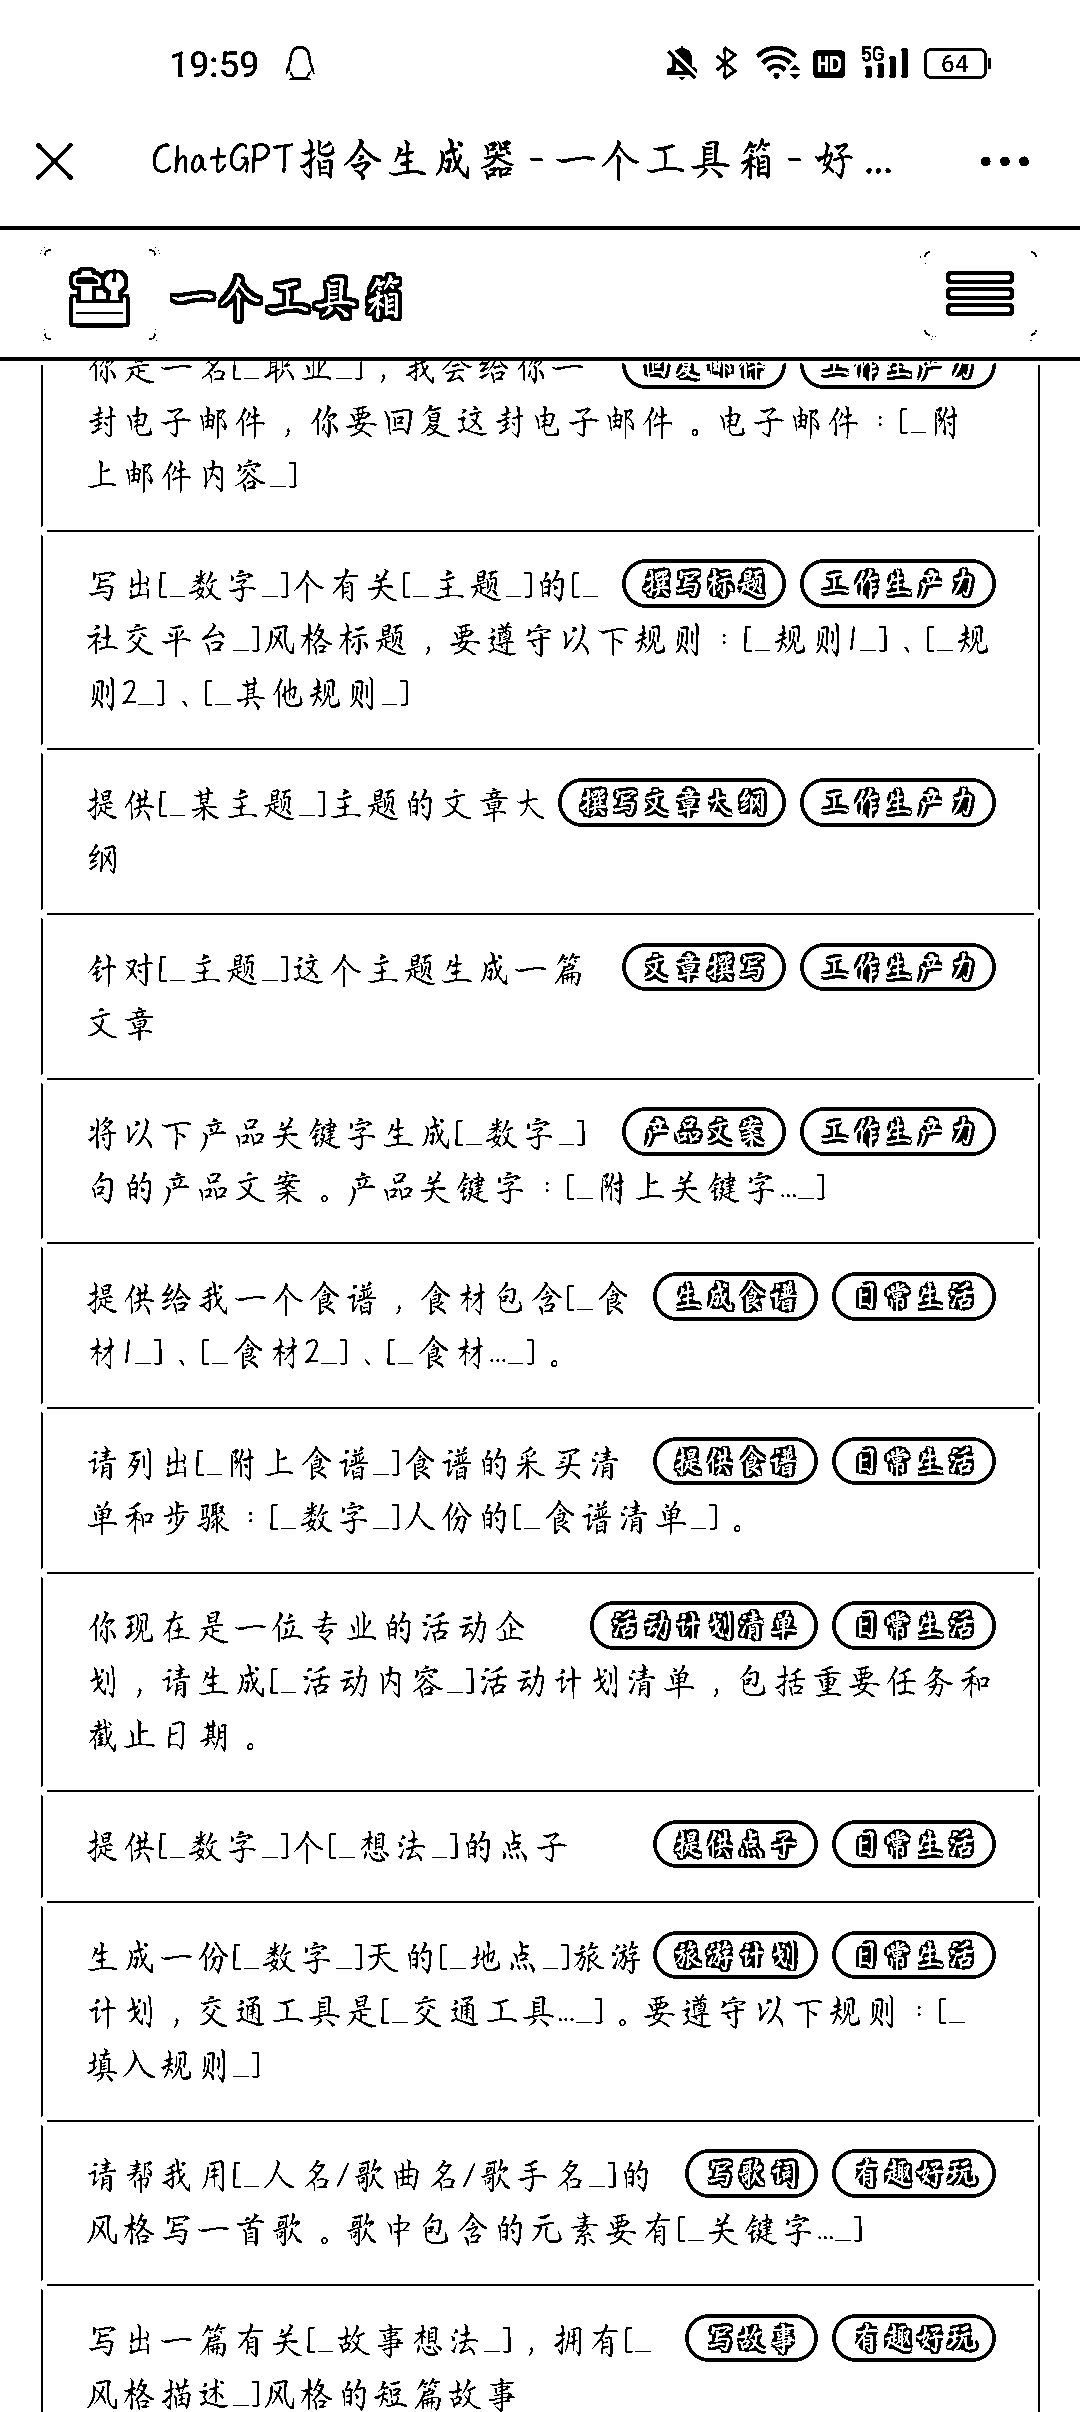 19:59 HD 5G 64
ChatGPT指令生成器-一个工具箱-好...
一个工具箱
你是一名[_职业_]，我会给你一 回复邮件 工作生产力
封电子邮件，你要回复这封电子邮件。电子邮件：[_附
上邮件内容_]
写出[_数字_]个有关[_主题_]的[_ 撰写标题 工作生产力
社交平台_]风格标题，要遵守以下规则：[_规则1_]、[_规
则2_]、[_其他规则_]
提供[_某主题_]主题的文章大 撰写文章大纲 工作生产力
纲
针对[_主题_]这个主题生成一篇 文章撰写 工作生产力
文章
将以下产品关键字生成[_数字_] 产品文案 工作生产力
句的产品文案。产品关键字：[_附上关键字…_]
提供给我一个食谱，食材包含[_食 生成食谱 日常生活
材1_]、[_食材2_]、[_食材…_]。
请列出[_附上食谱_]食谱的采买清 提供食谱 日常生活
单和步骤：[_数字_]人份的[_食谱清单_]。
你现在是一位专业的活动企 活动计划清单 日常生活
划，请生成[_活动内容_]活动计划清单，包括重要任务和
截止日期。
提供[_数字_]个[_想法_]的点子 提供点子 日常生活
生成一份[_数字_]天的[_地点_]旅游 旅游计划 日常生活
计划，交通工具是[_交通工具…_]。要遵守以下规则：[_
填入规则_]
请帮我用[_人名/歌曲名/歌手名_]的 写歌词 有趣好玩
风格写一首歌。歌中包含的元素要有[_关键字…_]
写出一篇有关[_故事想法_]，拥有[_ 写故事 有趣好玩
风格描述_]风格的短篇故事